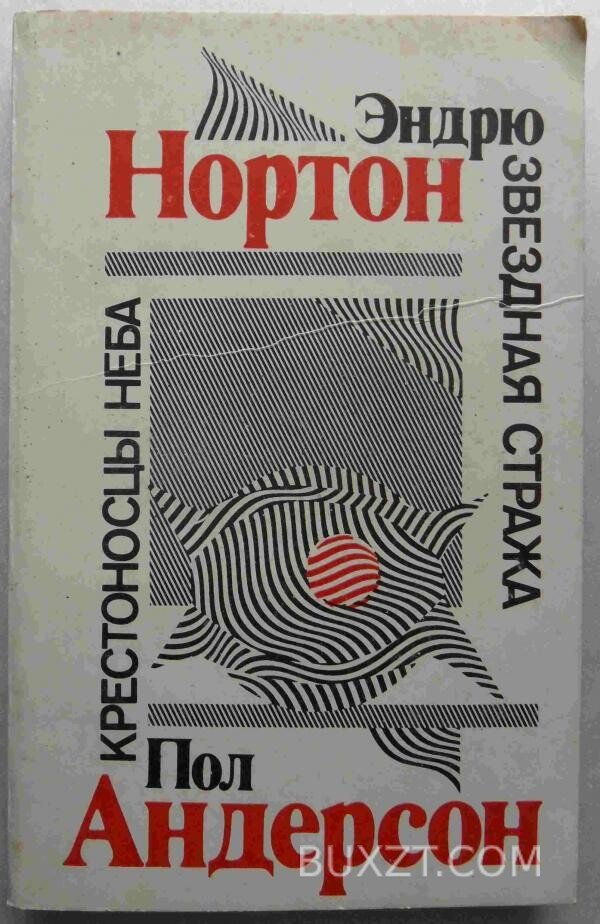 Эндрю
Нортон
ЗВЕЗДНАЯ СТРАЖА
КРЕСТОНОСЦЫ НЕБА
Пол
Андерсон
BUXZT.COM